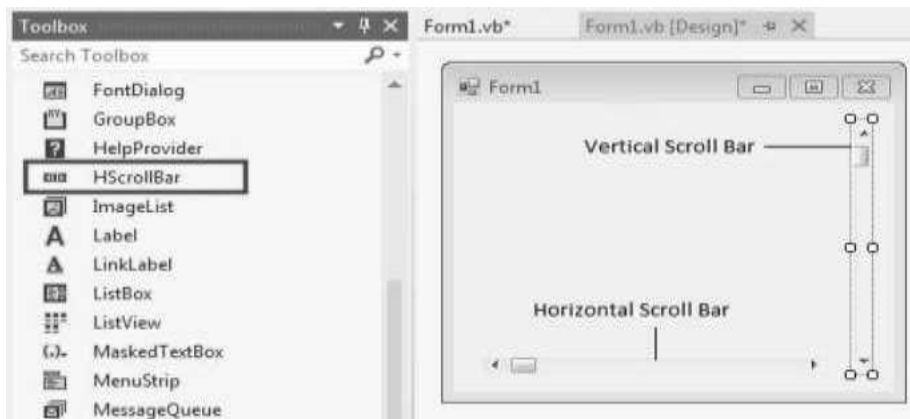 Toolbox
Search Toolbox
FontDialog
GroupBox
HelpProvider
HScrollBar
ImageList
Label
LinkLabel
ListBox
ListView
MaskedTextBox
MenuStrip
MessageQueue
Form1.vb*
Form1.vb [Design]*
Form1
Vertical Scroll Bar
Horizontal Scroll Bar